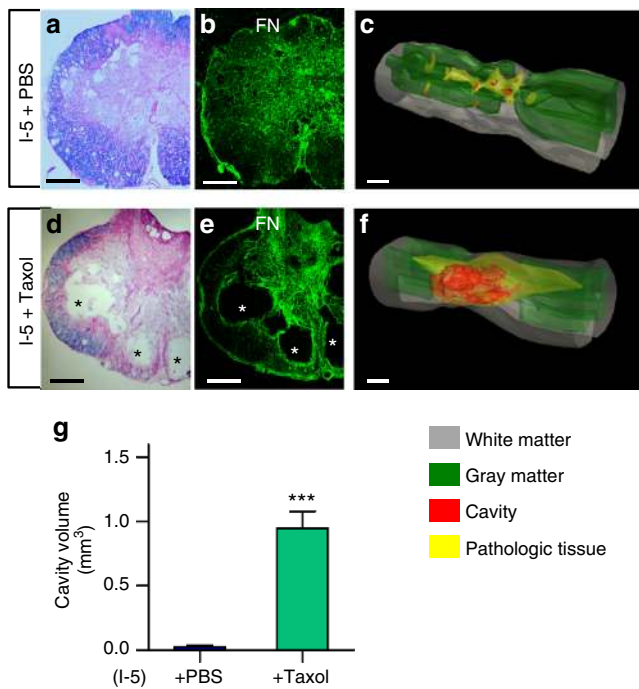 a
b
FN
c
I-5 + PBS
d
*
*
*
e
FN
*
*
*
f
I-5 + Taxol
g
1.5
1.0
0.5
0.0
Cavity volume
(mm3)
***
(I-5)
+PBS
+Taxol
White matter
Gray matter
Cavity
Pathologic tissue